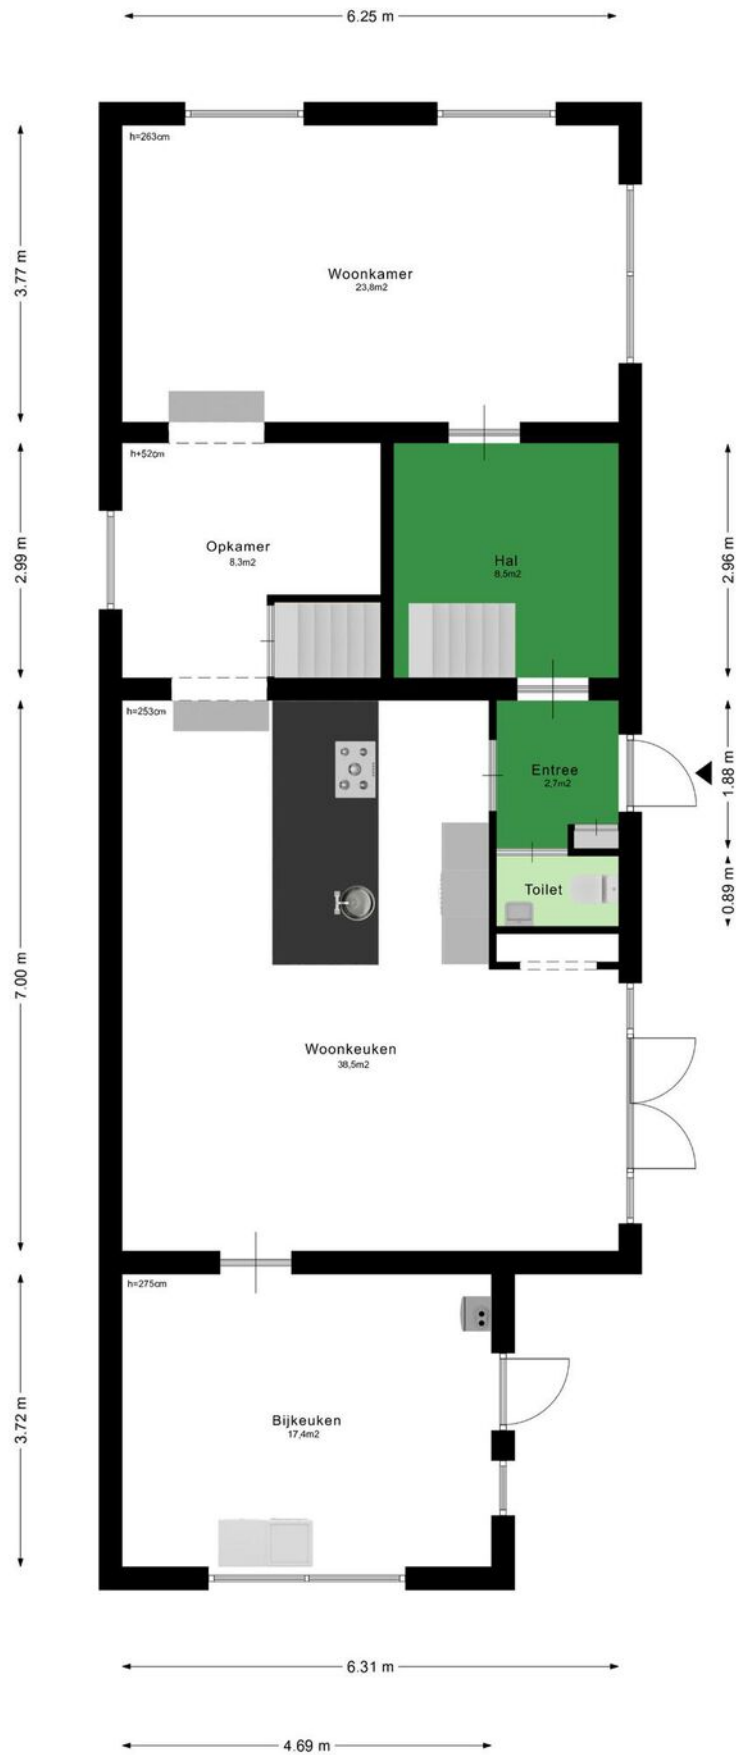 6.25 m
h=263cm
3.77 m
Woonkamer
23,8m2
h+52cm
2.99 m
Opkamer
8,3m2
Hal
8,5m2
2.96 m
h=253cm
Entree
2,7m2
1.88 m
Toilet
0.89 m
7.00 m
Woonkeuken
38,5m2
h=275cm
3.72 m
Bijkeuken
17,4m2
6.31 m
4.69 m